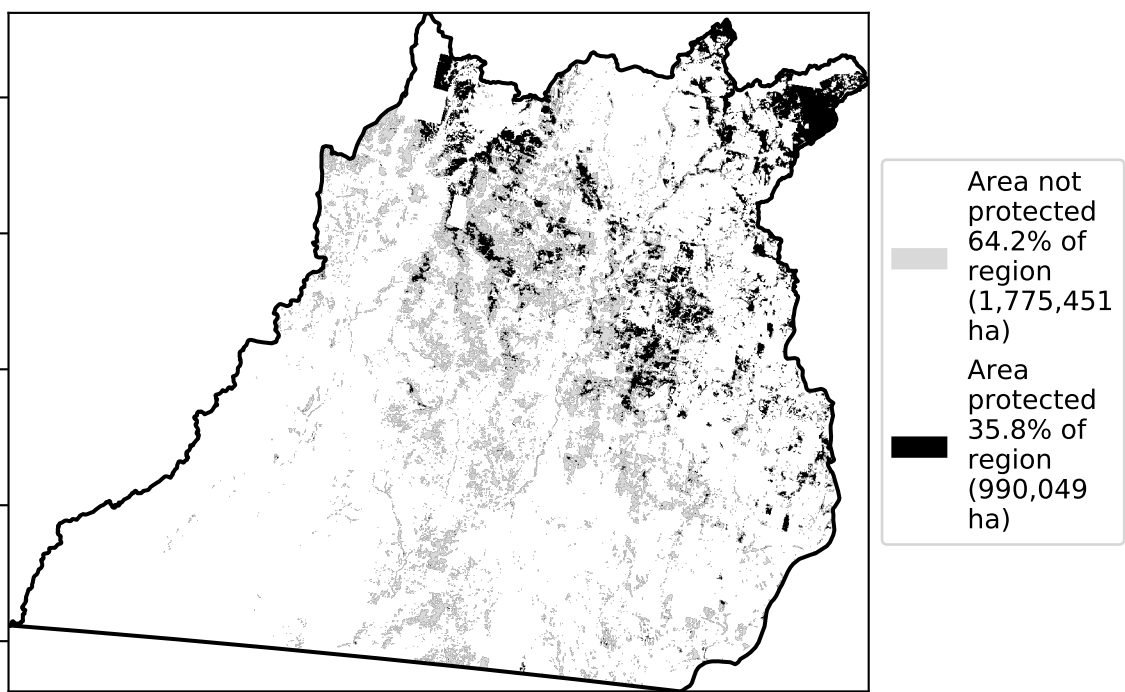 Area not
protected
64.2% of
region
(1,775,451
ha)
Area
protected
35.8% of
region
(990,049
ha)